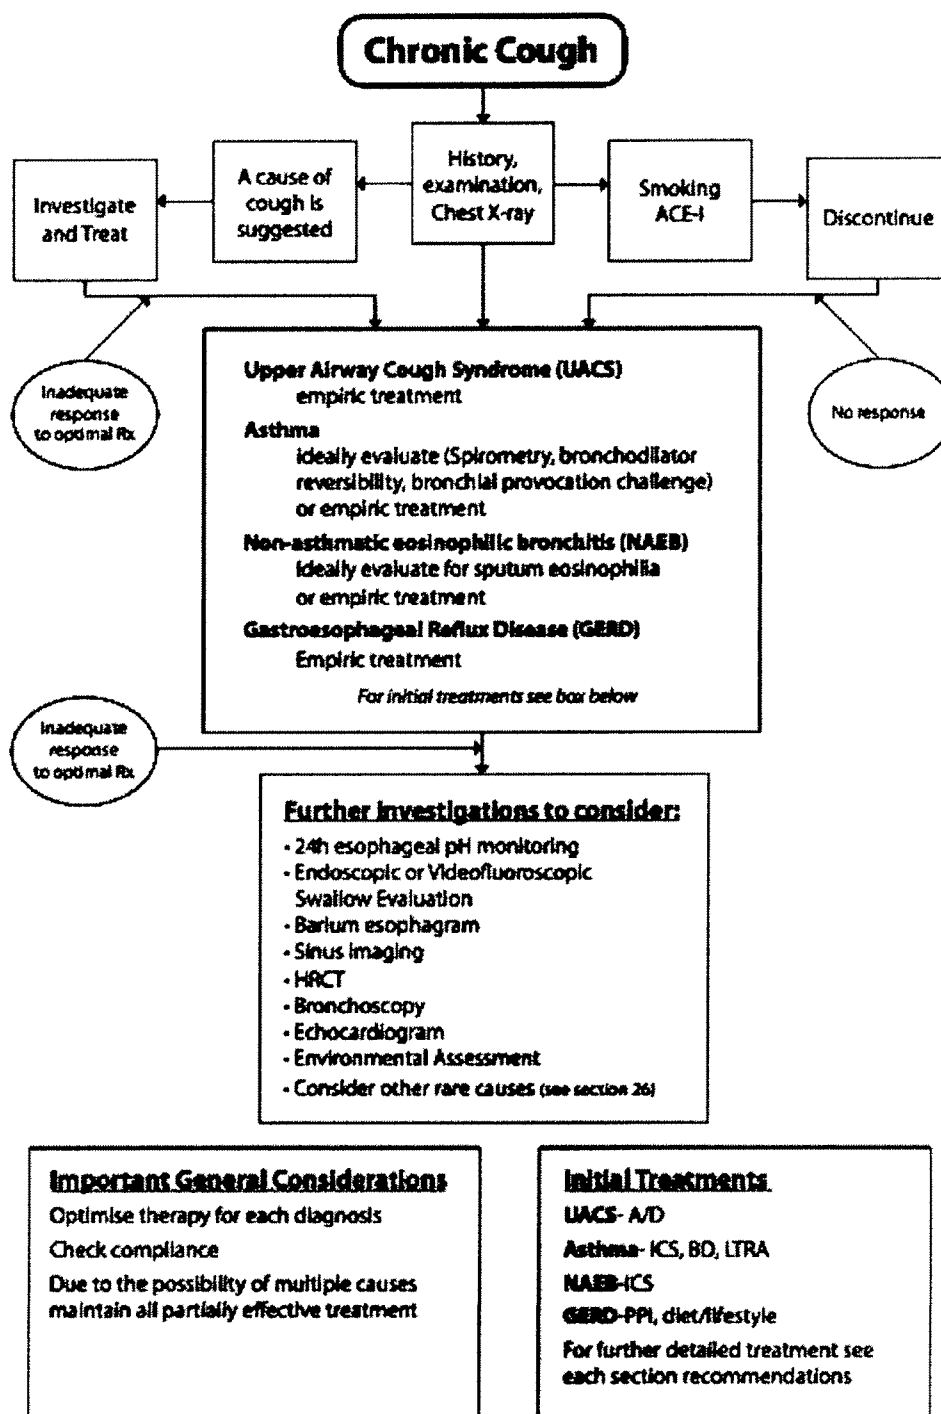 Chronic Cough
Investigate
and Treat
A cause of
cough is
suggested
History,
examination,
Chest X-ray
Smoking
ACE-I
Discontinue
Inadequate
response
to optimal Rx
No response
Upper Airway Cough Syndrome (UACS)
empiric treatment
Asthma
ideally evaluate (Spirometry, bronchodilator
reversibility, bronchial provocation challenge)
or empiric treatment
Non-asthmatic eosinophilic bronchitis (NAEB)
Ideally evaluate for sputum eosinophilia
or empiric treatment
Gastroesophageal Reflux Disease (GERD)
Empiric treatment
For initial treatments see box below
Inadequate
response
to optimal Rx
Further Investigations to consider:
- 24h esophageal pH monitoring
- Endoscopic or Videofluoroscopic
Swallow Evaluation
- Barium esophagram
- Sinus imaging
- HRCT
- Bronchoscopy
- Echocardiogram
- Environmental Assessment
- Consider other rare causes (see section 26)
Important General Considerations
Optimise therapy for each diagnosis
Check compliance
Due to the possibility of multiple causes
maintain all partially effective treatment
Initial Treatments
UACS- A/D
Asthma- ICS, BD, LTRA
NAEB-ICS
GERD-PPI, diet/lifestyle
For further detailed treatment see
each section recommendations